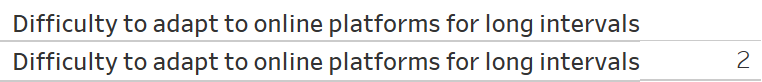 Difficulty to adapt to online platforms for long intervals
Difficulty to adapt to online platforms for long intervals 2